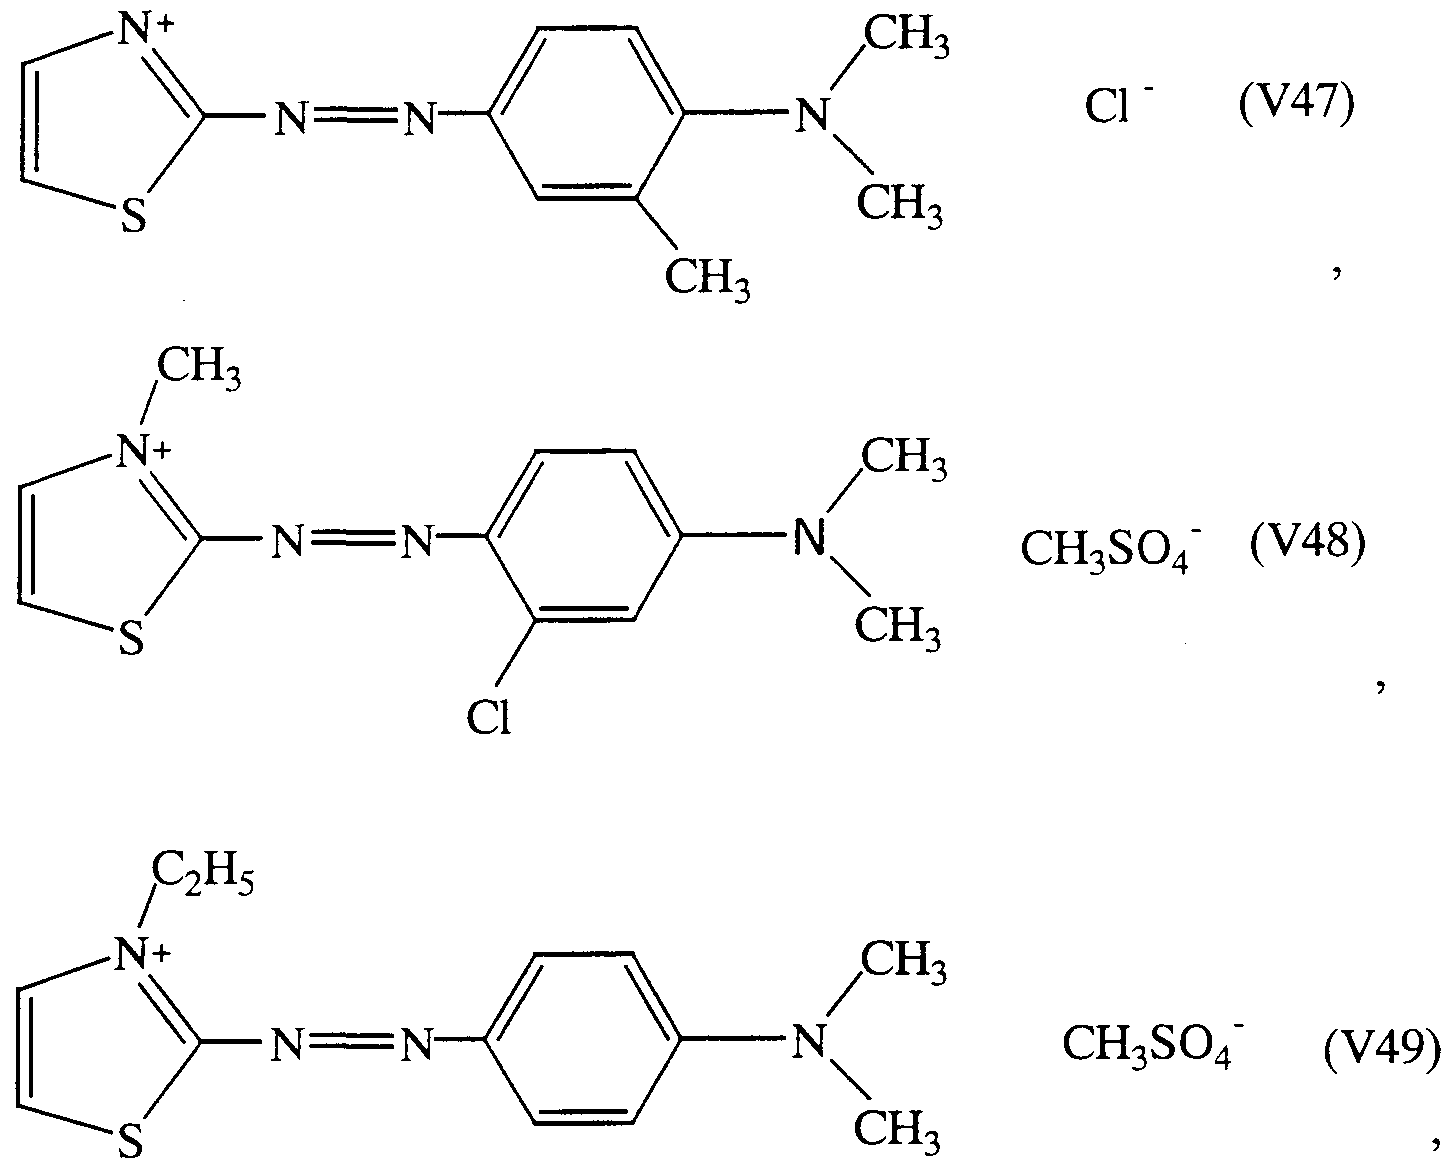 N+ N=N N CH₃ CH₃ CH₃ S Cl⁻ (V47)
,
CH₃ N+ N=N N CH₃ CH₃ S Cl CH₃SO₄⁻ (V48)
,
C₂H₅ N+ N=N N CH₃ CH₃ S CH₃SO₄⁻ (V49)
,